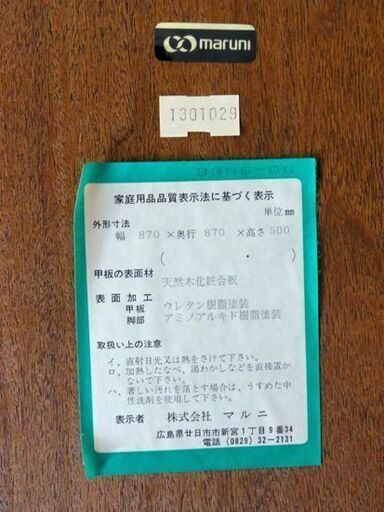 maruni
1301029
3396-06
家庭用品品質表示法に基づく表示
単位mm
外形寸法
幅 870 ×奥行 870 ×高さ500
( )
甲板の表面材
天然木化粧合板
表面加工
甲板 ウレタン樹脂塗装
脚部 アミノアルキド樹脂塗装
取扱い上の注意
イ、直射日光又は熱をさけて下さい。
ロ、加熱したなべ、湯わかしなどを直接置か
ないで下さい。
ハ、著しい汚れを落とす場合は、うすめた中
性洗剤を使用して下さい。
表示者 株式会社 マルニ
広島県廿日市市新宮1丁目9番34
電話 (0829) 32-2131